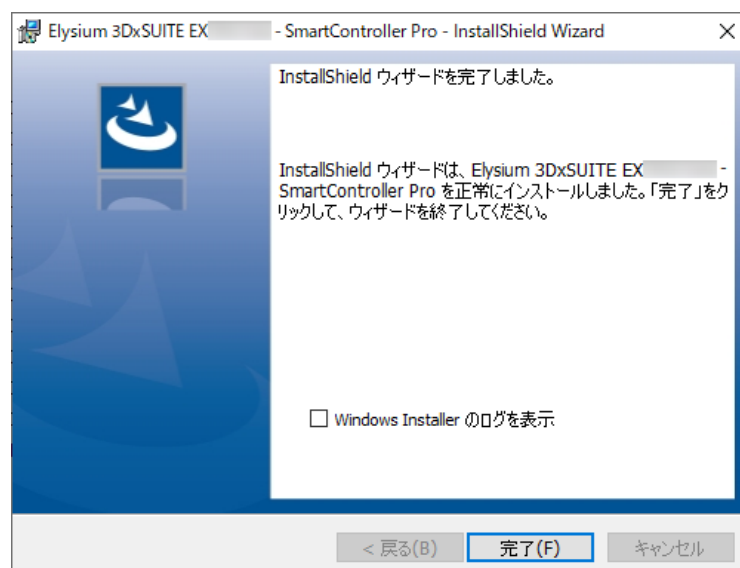 Elysium 3DxSUITE EX - SmartController Pro - InstallShield Wizard
InstallShield ウィザードを完了しました。
InstallShield ウィザードは、Elysium 3DxSUITE EX -
SmartController Pro を正常にインストールしました。「完了」をク
リックして、ウィザードを終了してください。
Windows Installer のログを表示
< 戻る(B)
完了(F)
キャンセル